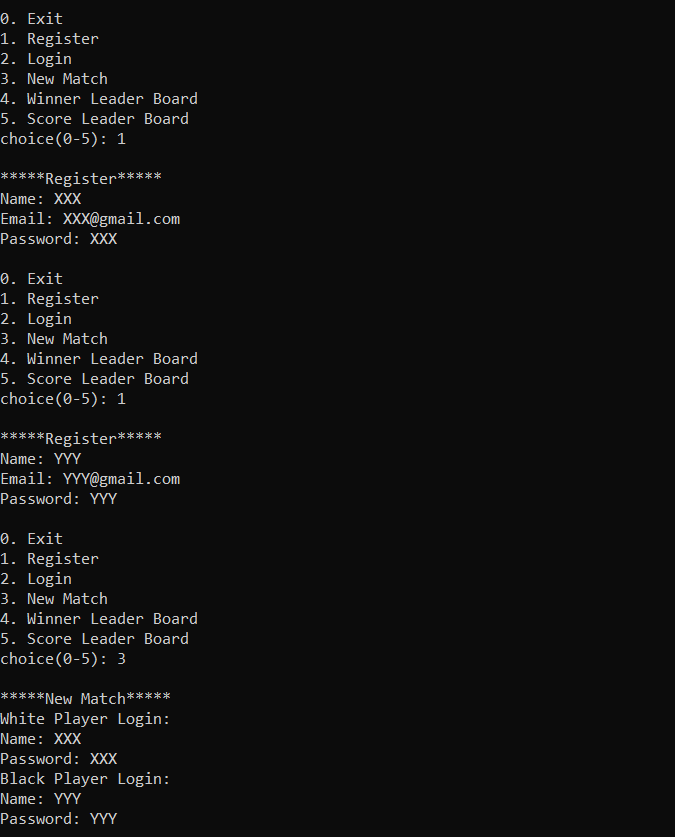 0. Exit
1. Register
2. Login
3. New Match
4. Winner Leader Board
5. Score Leader Board
choice(0-5): 1
*****Register*****
Name: XXX
Email: XXX@gmail.com
Password: XXX
0. Exit
1. Register
2. Login
3. New Match
4. Winner Leader Board
5. Score Leader Board
choice(0-5): 1
*****Register*****
Name: YYY
Email: YYY@gmail.com
Password: YYY
0. Exit
1. Register
2. Login
3. New Match
4. Winner Leader Board
5. Score Leader Board
choice(0-5): 3
*****New Match*****
White Player Login:
Name: XXX
Password: XXX
Black Player Login:
Name: YYY
Password: YYY